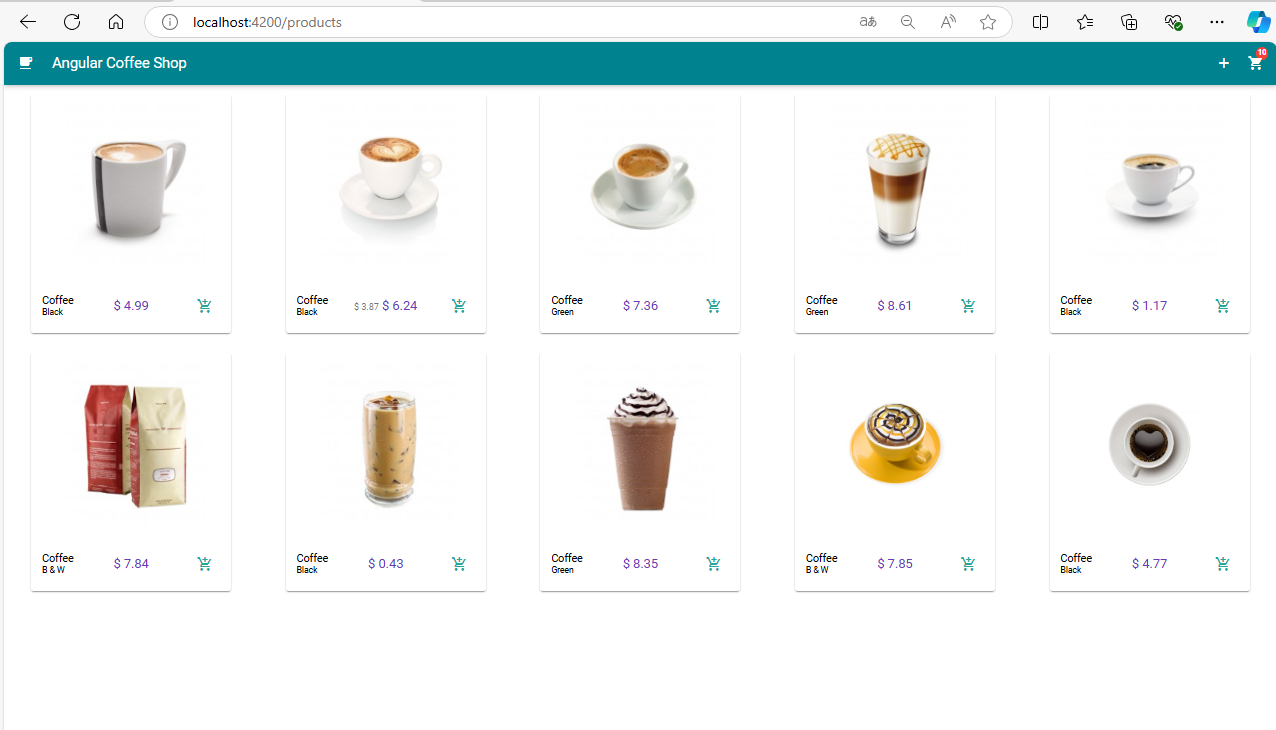 localhost:4200/products
Angular Coffee Shop
10
Coffee
Black
$ 4.99
Coffee
Black
$ 3.87 $ 6.24
Coffee
Green
$ 7.36
Coffee
Green
$ 8.61
Coffee
Black
$ 1.17
Coffee
B & W
$ 7.84
Coffee
Black
$ 0.43
Coffee
Green
$ 8.35
Coffee
B & W
$ 7.85
Coffee
Black
$ 4.77